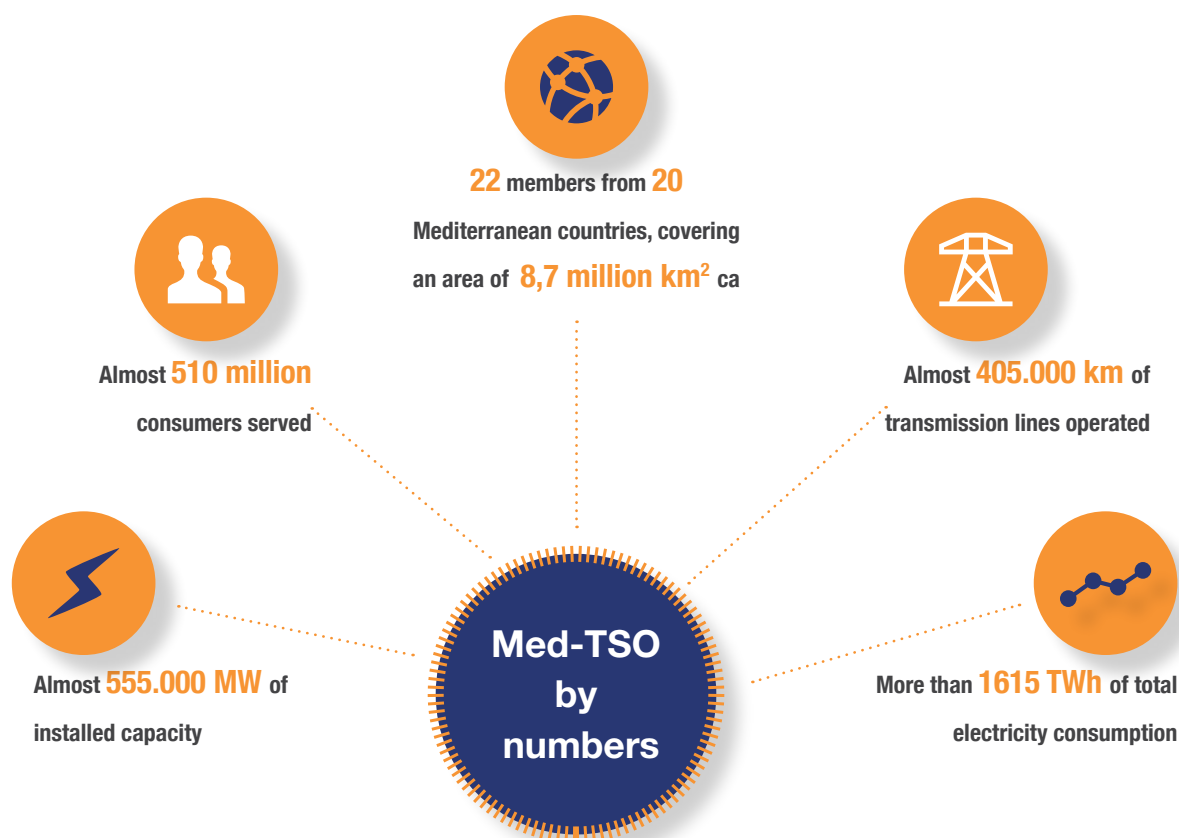 22 members from 20
Mediterranean countries, covering
an area of 8,7 million km² ca
Almost 510 million
consumers served
Almost 405.000 km of
transmission lines operated
Almost 555.000 MW of
installed capacity
Med-TSO
by
numbers
More than 1615 TWh of total
electricity consumption